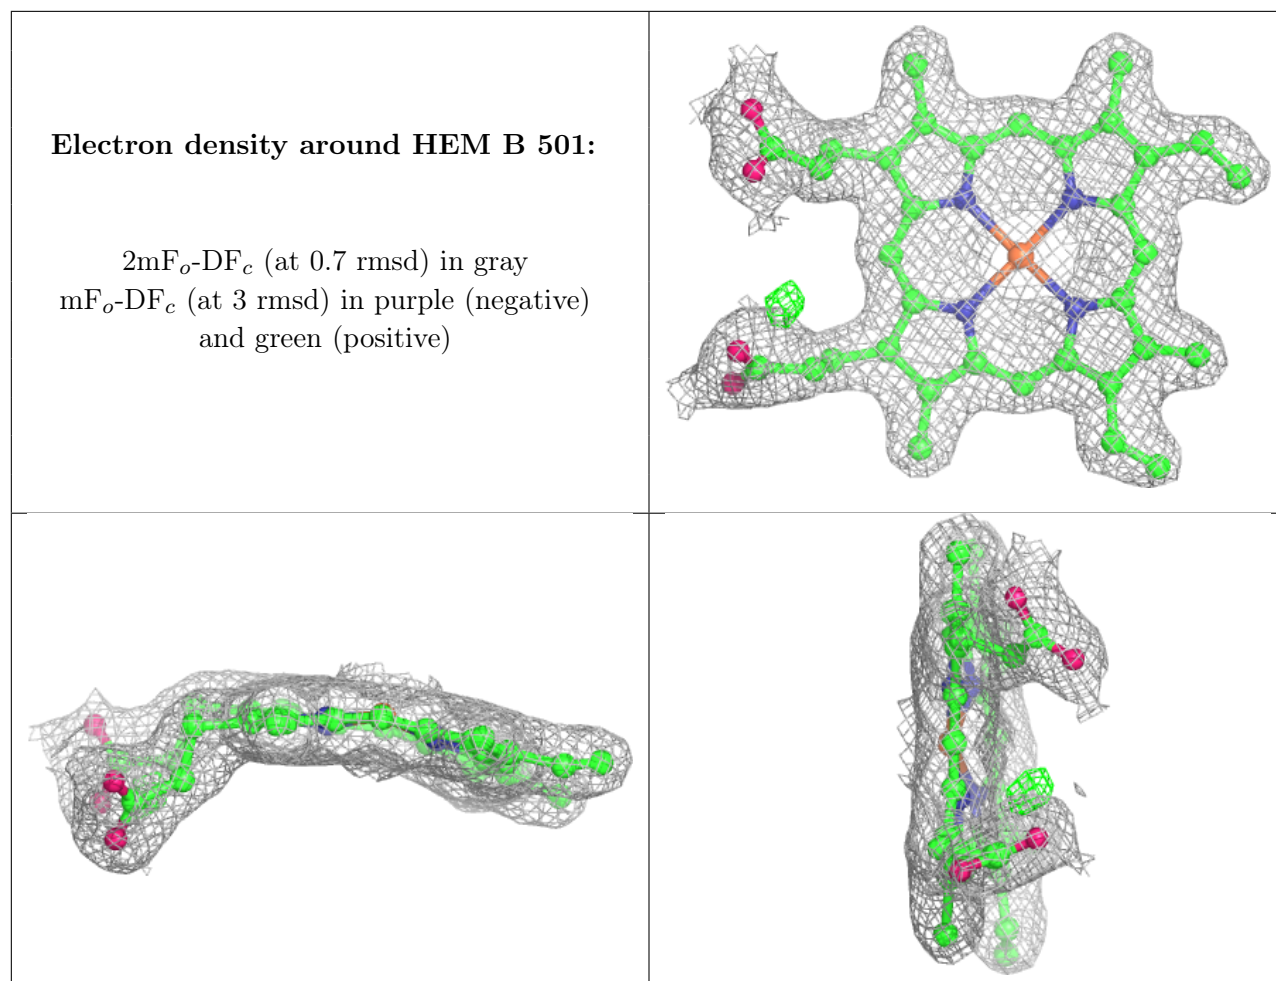 Electron density around HEM B 501:
2mFo-DFc (at 0.7 rmsd) in gray
mFo-DFc (at 3 rmsd) in purple (negative)
and green (positive)